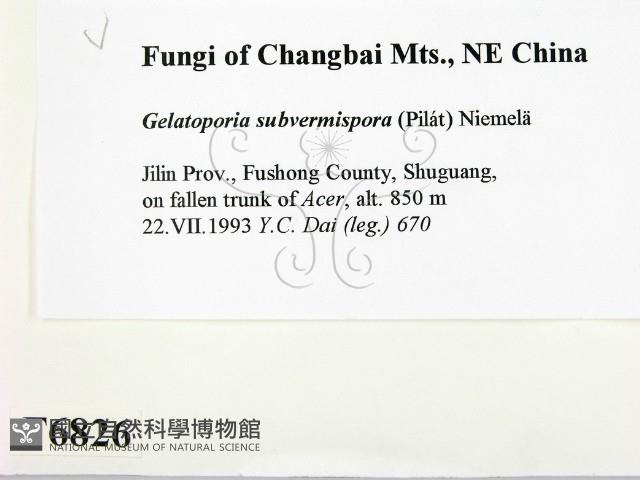 Fungi of Changbai Mts., NE China
Gelatoporia subvermispora (Pilát) Niemelä
Jilin Prov., Fushong County, Shuguang,
on fallen trunk of Acer, alt. 850 m
22.VII.1993 Y.C. Dai (leg.) 670
F6826
國立自然科學博物館
NATIONAL MUSEUM OF NATURAL SCIENCE